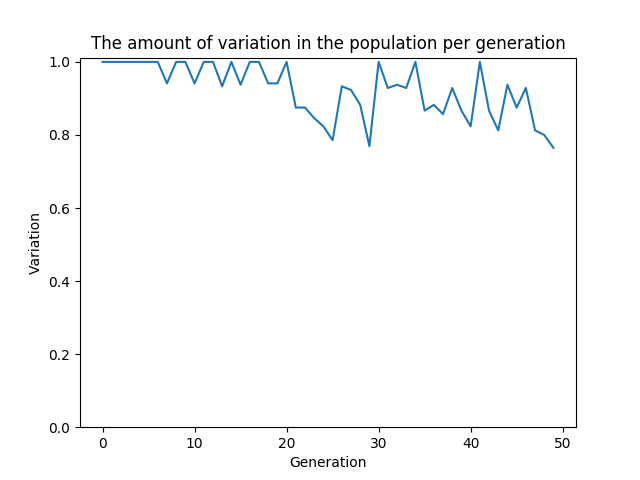 The amount of variation in the population per generation
1.0
0.8
0.6
0.4
0.2
0.0
Variation
0 10 20 30 40 50
Generation